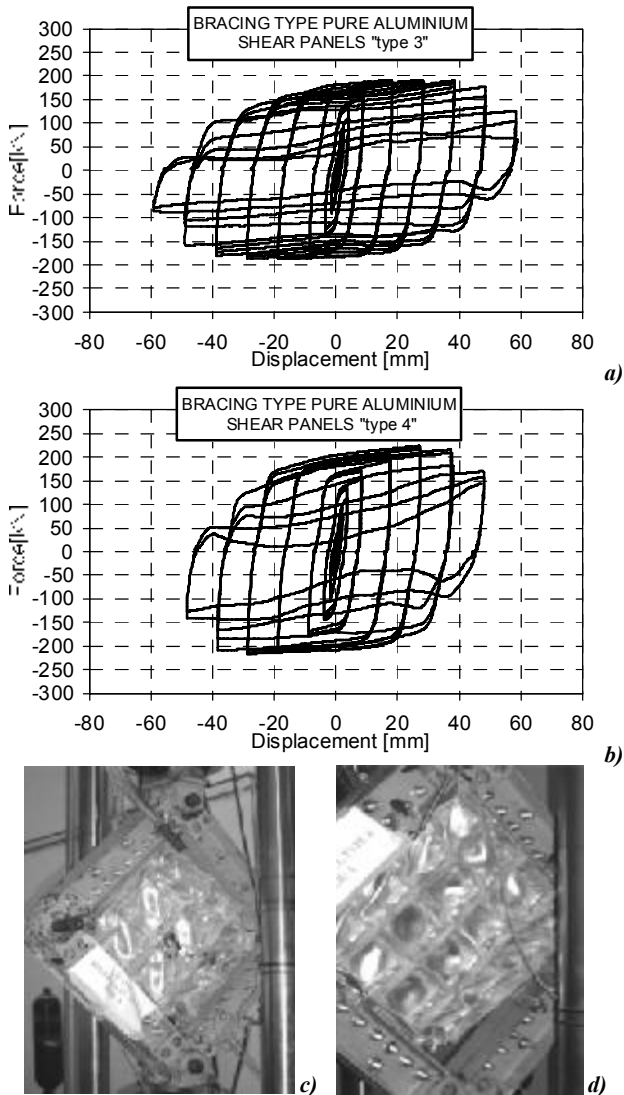 BRACING TYPE PURE ALUMINIUM
SHEAR PANELS "type 3"
300
250
200
150
100
50
0
-50
-100
-150
-200
-250
-300
-80 -60 -40 -20 0 20 40 60 80
Displacement [mm]
a)
BRACING TYPE PURE ALUMINIUM
SHEAR PANELS "type 4"
300
250
200
150
100
50
0
-50
-100
-150
-200
-250
-300
-80 -60 -40 -20 0 20 40 60 80
Displacement [mm]
b)
c)
d)